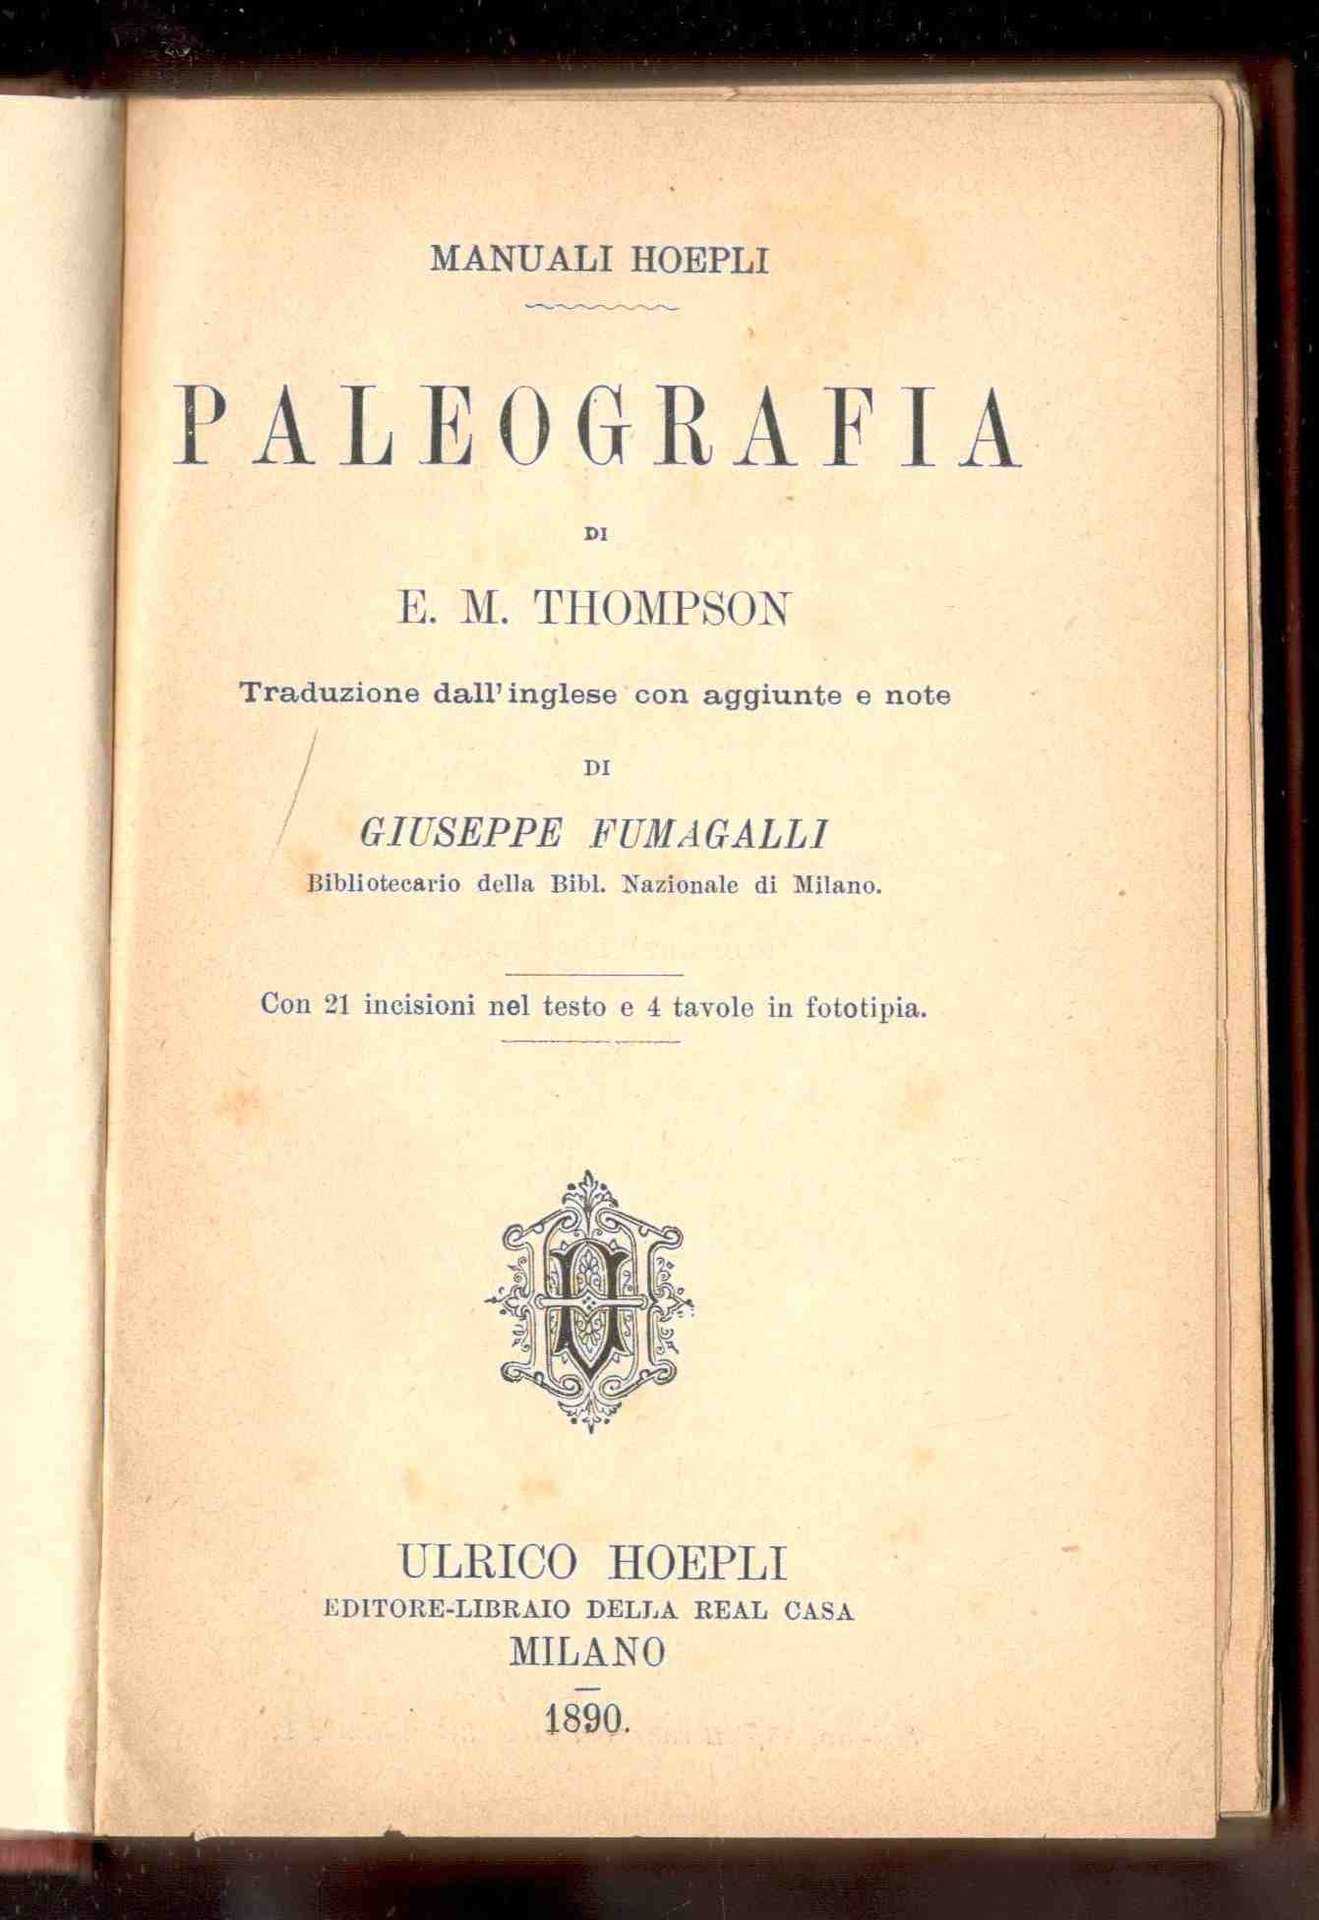 MANUALI HOEPLI
PALEOGRAFIA
DI
E. M. THOMPSON
Traduzione dall'inglese con aggiunte e note
DI
GIUSEPPE FUMAGALLI
Bibliotecario della Bibl. Nazionale di Milano.
Con 21 incisioni nel testo e 4 tavole in fototipia.
ULRICO HOEPLI
EDITORE-LIBRAIO DELLA REAL CASA
MILANO
1890.